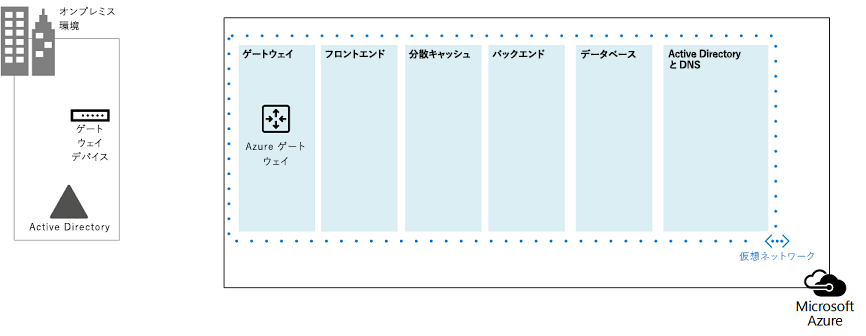 オンプレミス
環境
ゲート
ウェイ
デバイス
Active Directory
ゲートウェイ
フロントエンド
分散キャッシュ
バックエンド
データベース
Active Directory
と DNS
Azure ゲート
ウェイ
仮想ネットワーク
Microsoft
Azure